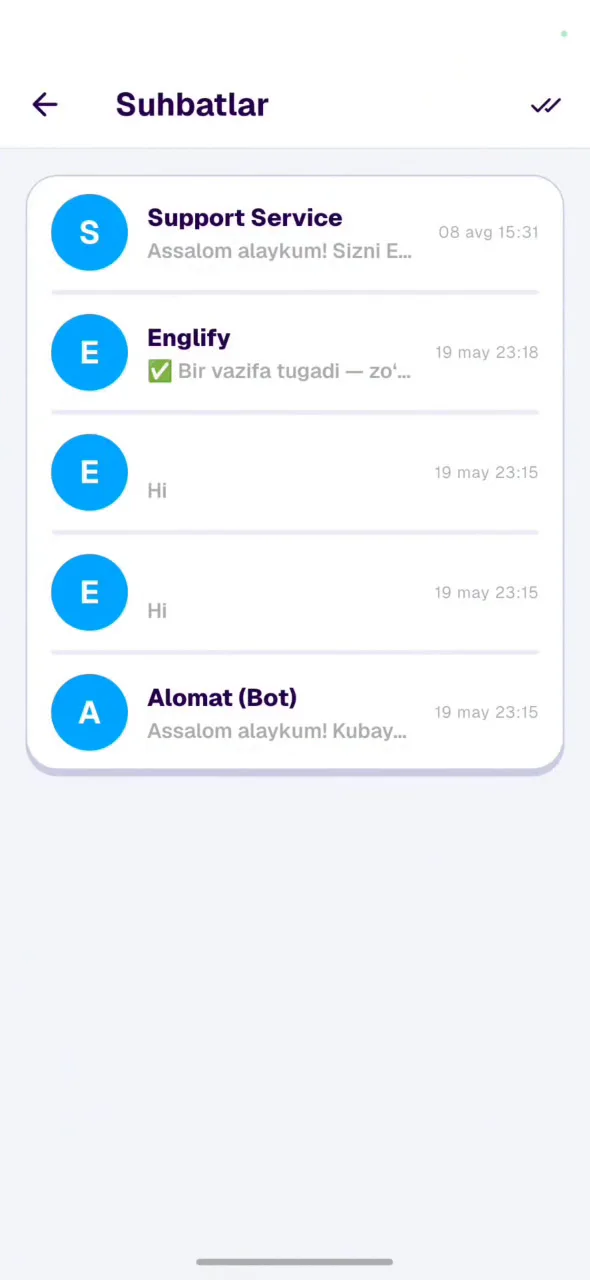 Suhbatlar
S
Support Service
08 avg 15:31
Assalom alaykum! Sizni E...
E
Englify
19 may 23:18
✅ Bir vazifa tugadi — zo‘...
E
19 may 23:15
Hi
E
19 may 23:15
Hi
A
Alomat (Bot)
19 may 23:15
Assalom alaykum! Kubay...